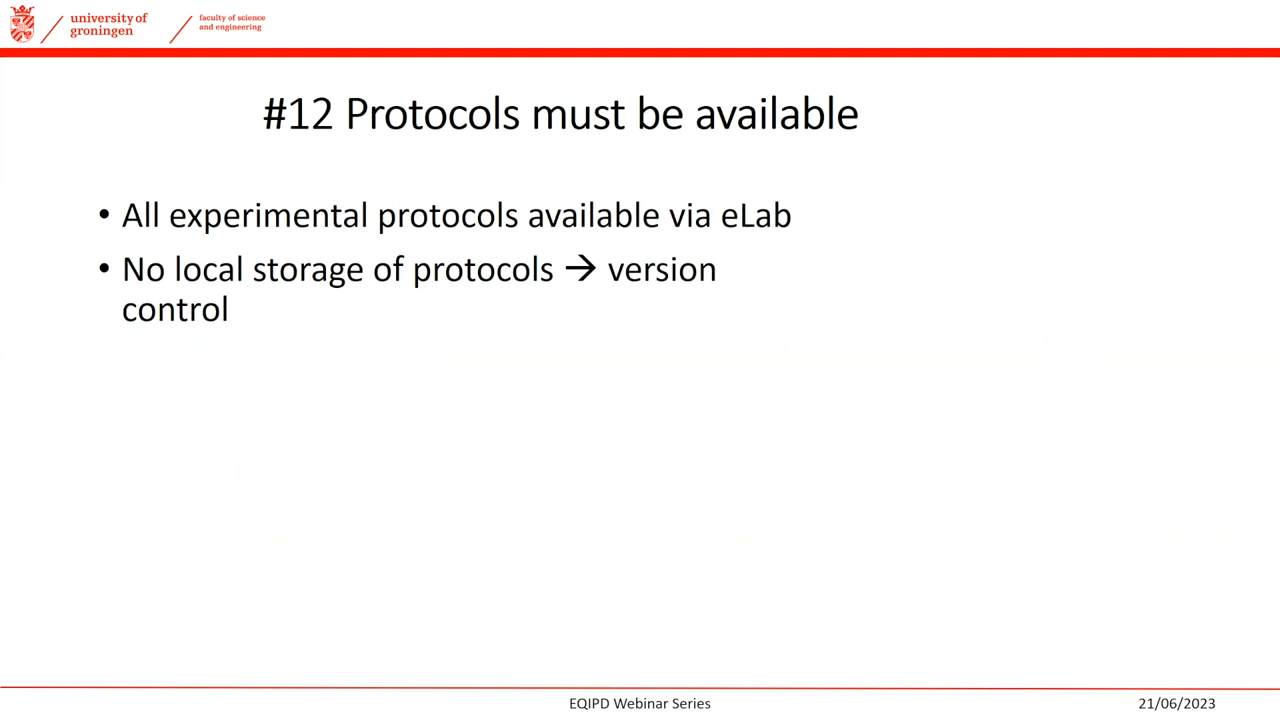 university of
groningen
faculty of science
and engineering
#12 Protocols must be available
• All experimental protocols available via eLab
• No local storage of protocols → version
control
EQIPD Webinar Series
21/06/2023